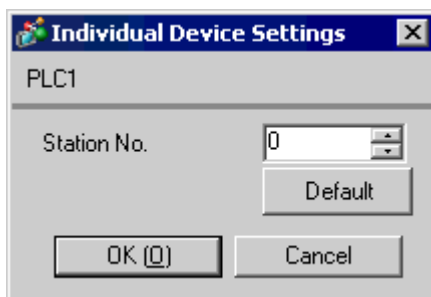 Individual Device Settings
PLC1
Station No. 0
Default
OK (O) Cancel